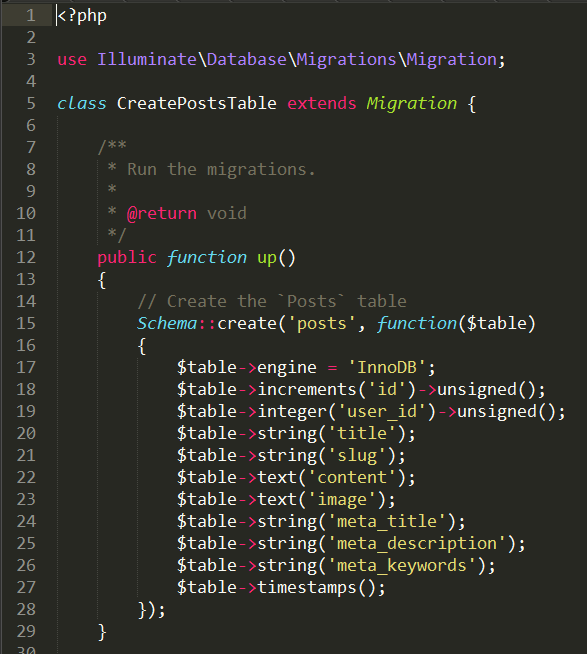 1 <?php
2
3 use Illuminate\Database\Migrations\Migration;
4
5 class CreatePostsTable extends Migration {
6
7     /**
8      * Run the migrations.
9      *
10      * @return void
11      */
12     public function up()
13     {
14         // Create the `Posts` table
15         Schema::create('posts', function($table)
16         {
17             $table->engine = 'InnoDB';
18             $table->increments('id')->unsigned();
19             $table->integer('user_id')->unsigned();
20             $table->string('title');
21             $table->string('slug');
22             $table->text('content');
23             $table->text('image');
24             $table->string('meta_title');
25             $table->string('meta_description');
26             $table->string('meta_keywords');
27             $table->timestamps();
28         });
29     }
30